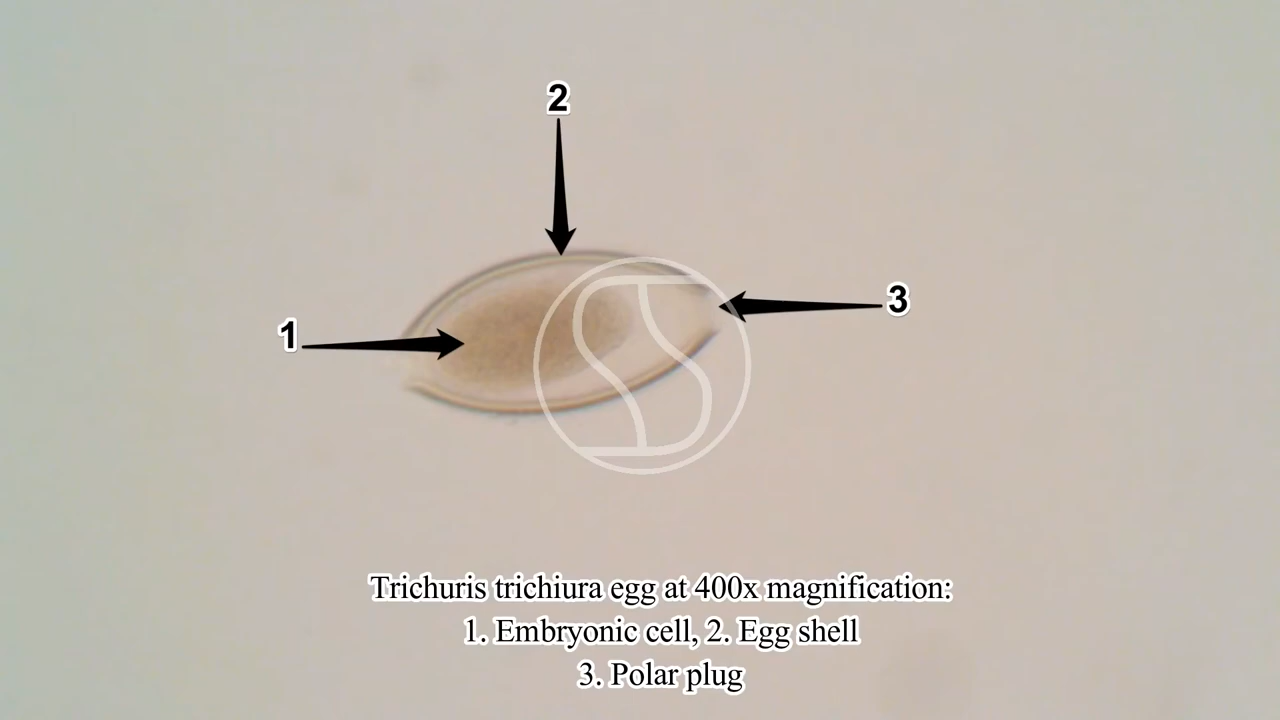 2
1
3
Trichuris trichiura egg at 400x magnification:
1. Embryonic cell, 2. Egg shell
3. Polar plug